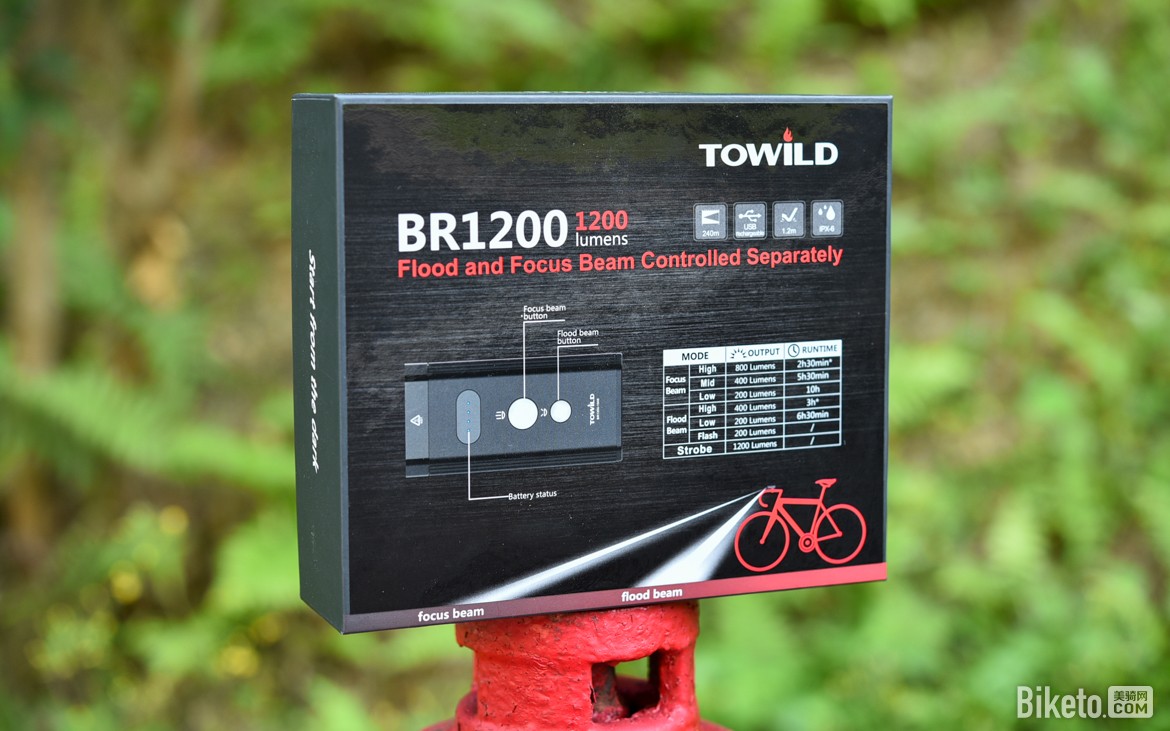 TOWILD
BR1200 1200
lumens
240m
USB
rechargeable
1.2m
IPX-6
Flood and Focus Beam Controlled Separately
Start from the dark
Focus beam
button
Flood beam
button
TOWILD
Battery status
MODE OUTPUT RUNTIME
Focus Beam High 800 Lumens 2h30min*
Mid 400 Lumens 5h30min
Low 200 Lumens 10h
Flood Beam High 400 Lumens 3h*
Low 200 Lumens 6h30min
Flash 200 Lumens /
Strobe 1200 Lumens /
focus beam
flood beam
Biketo.美骑网
COM